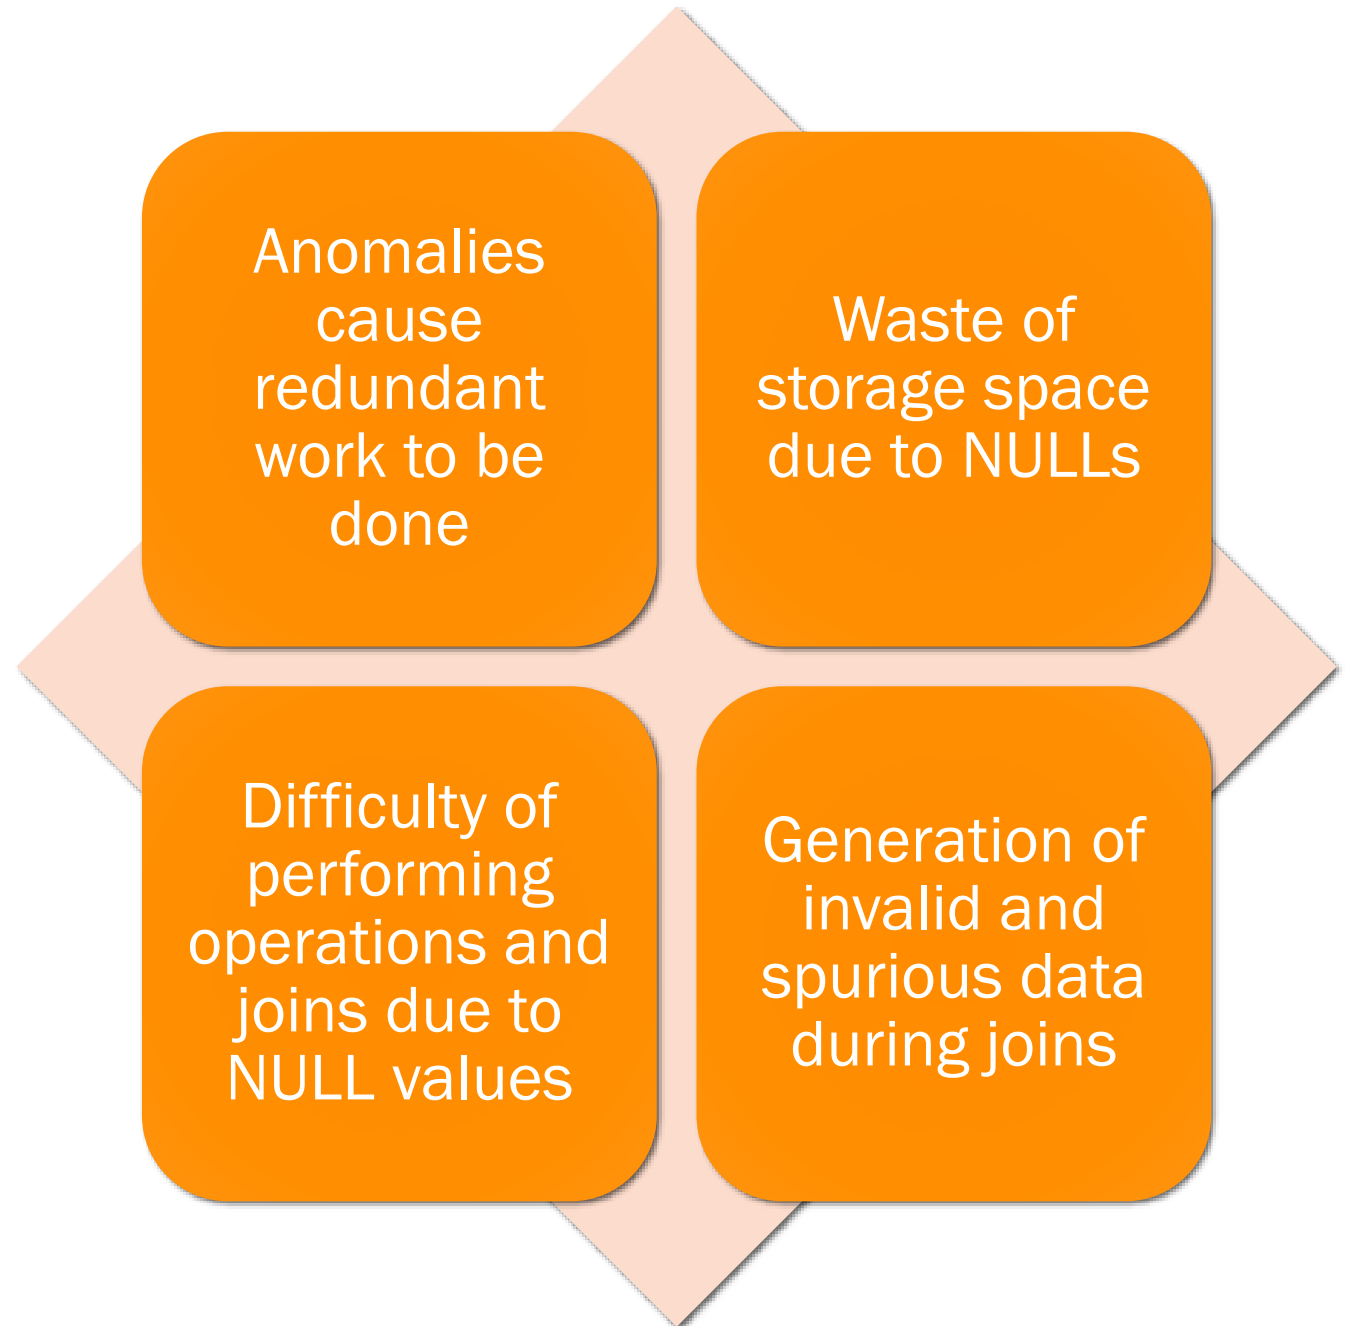 Anomalies
cause
redundant
work to be
done
Waste of
storage space
due to NULLs
Difficulty of
performing
operations and
joins due to
NULL values
Generation of
invalid and
spurious data
during joins